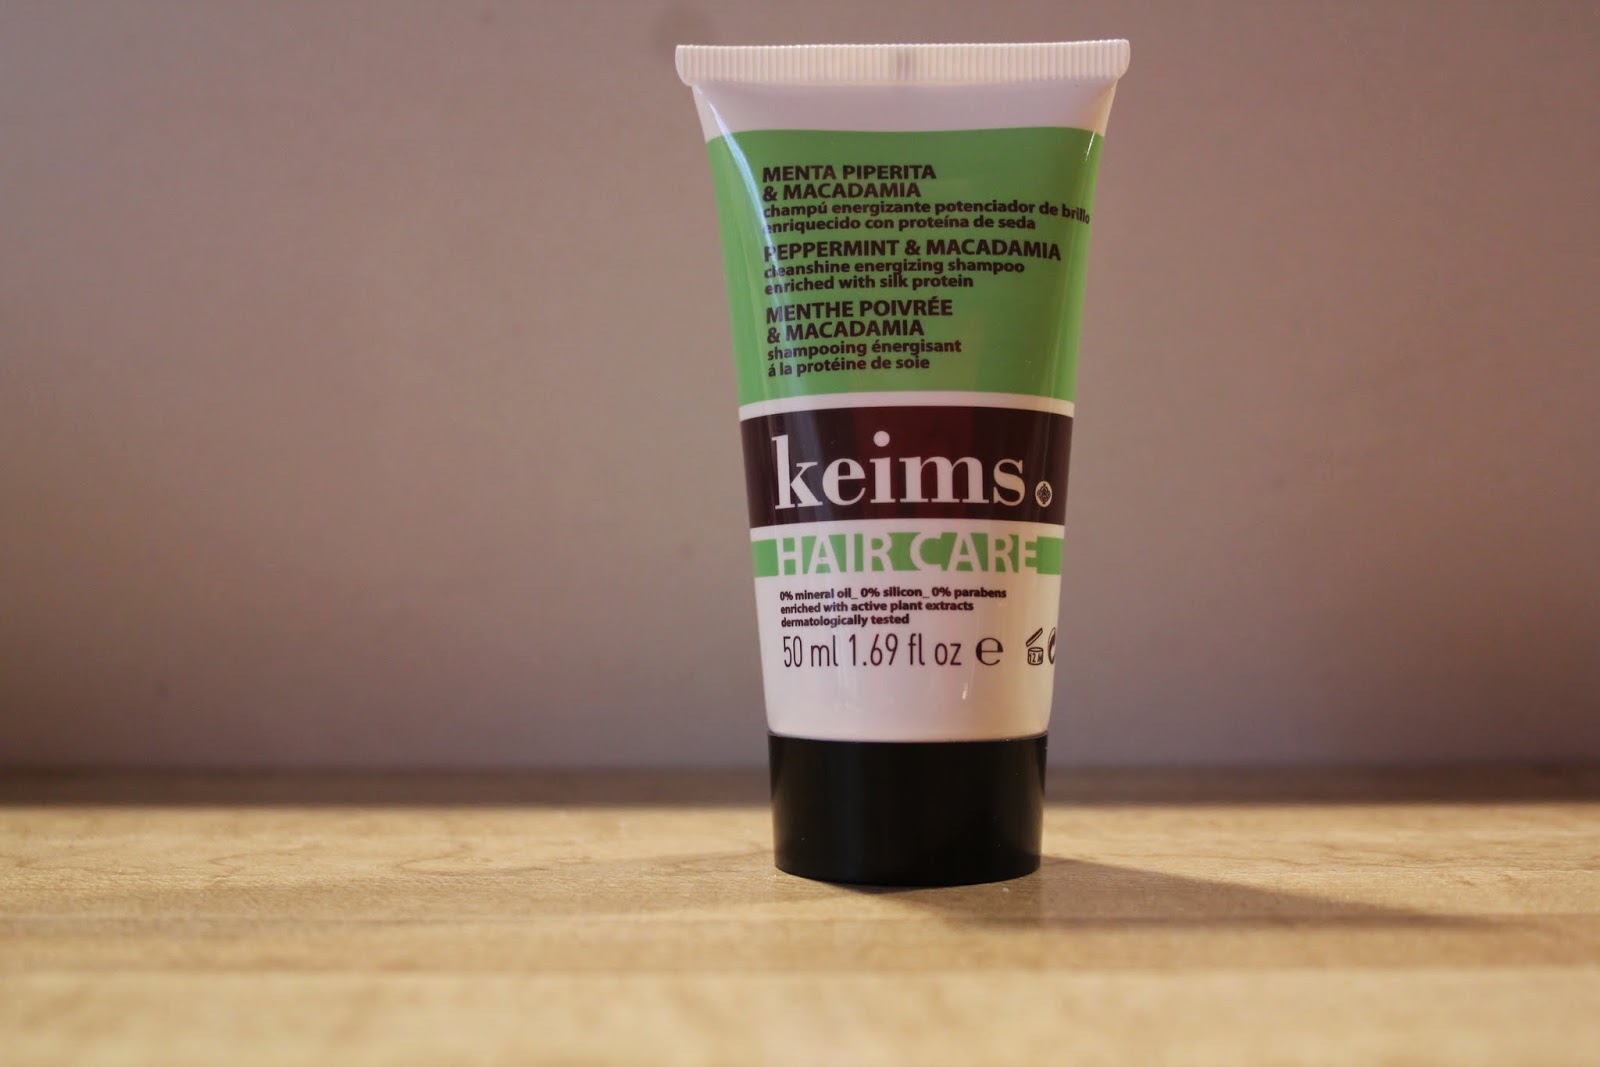 MENTA PIPERITA
& MACADAMIA
champú energizante potenciador de brillo
enriquecido con proteína de seda
PEPPERMINT & MACADAMIA
cleanshine energizing shampoo
enriched with silk protein
MENTHE POIVRÉE
& MACADAMIA
shampooing énergisant
á la protéine de soie
keims.
HAIR CARE
0% mineral oil_ 0% silicon_ 0% parabens
enriched with active plant extracts
dermatologically tested
50 ml 1.69 fl oz e